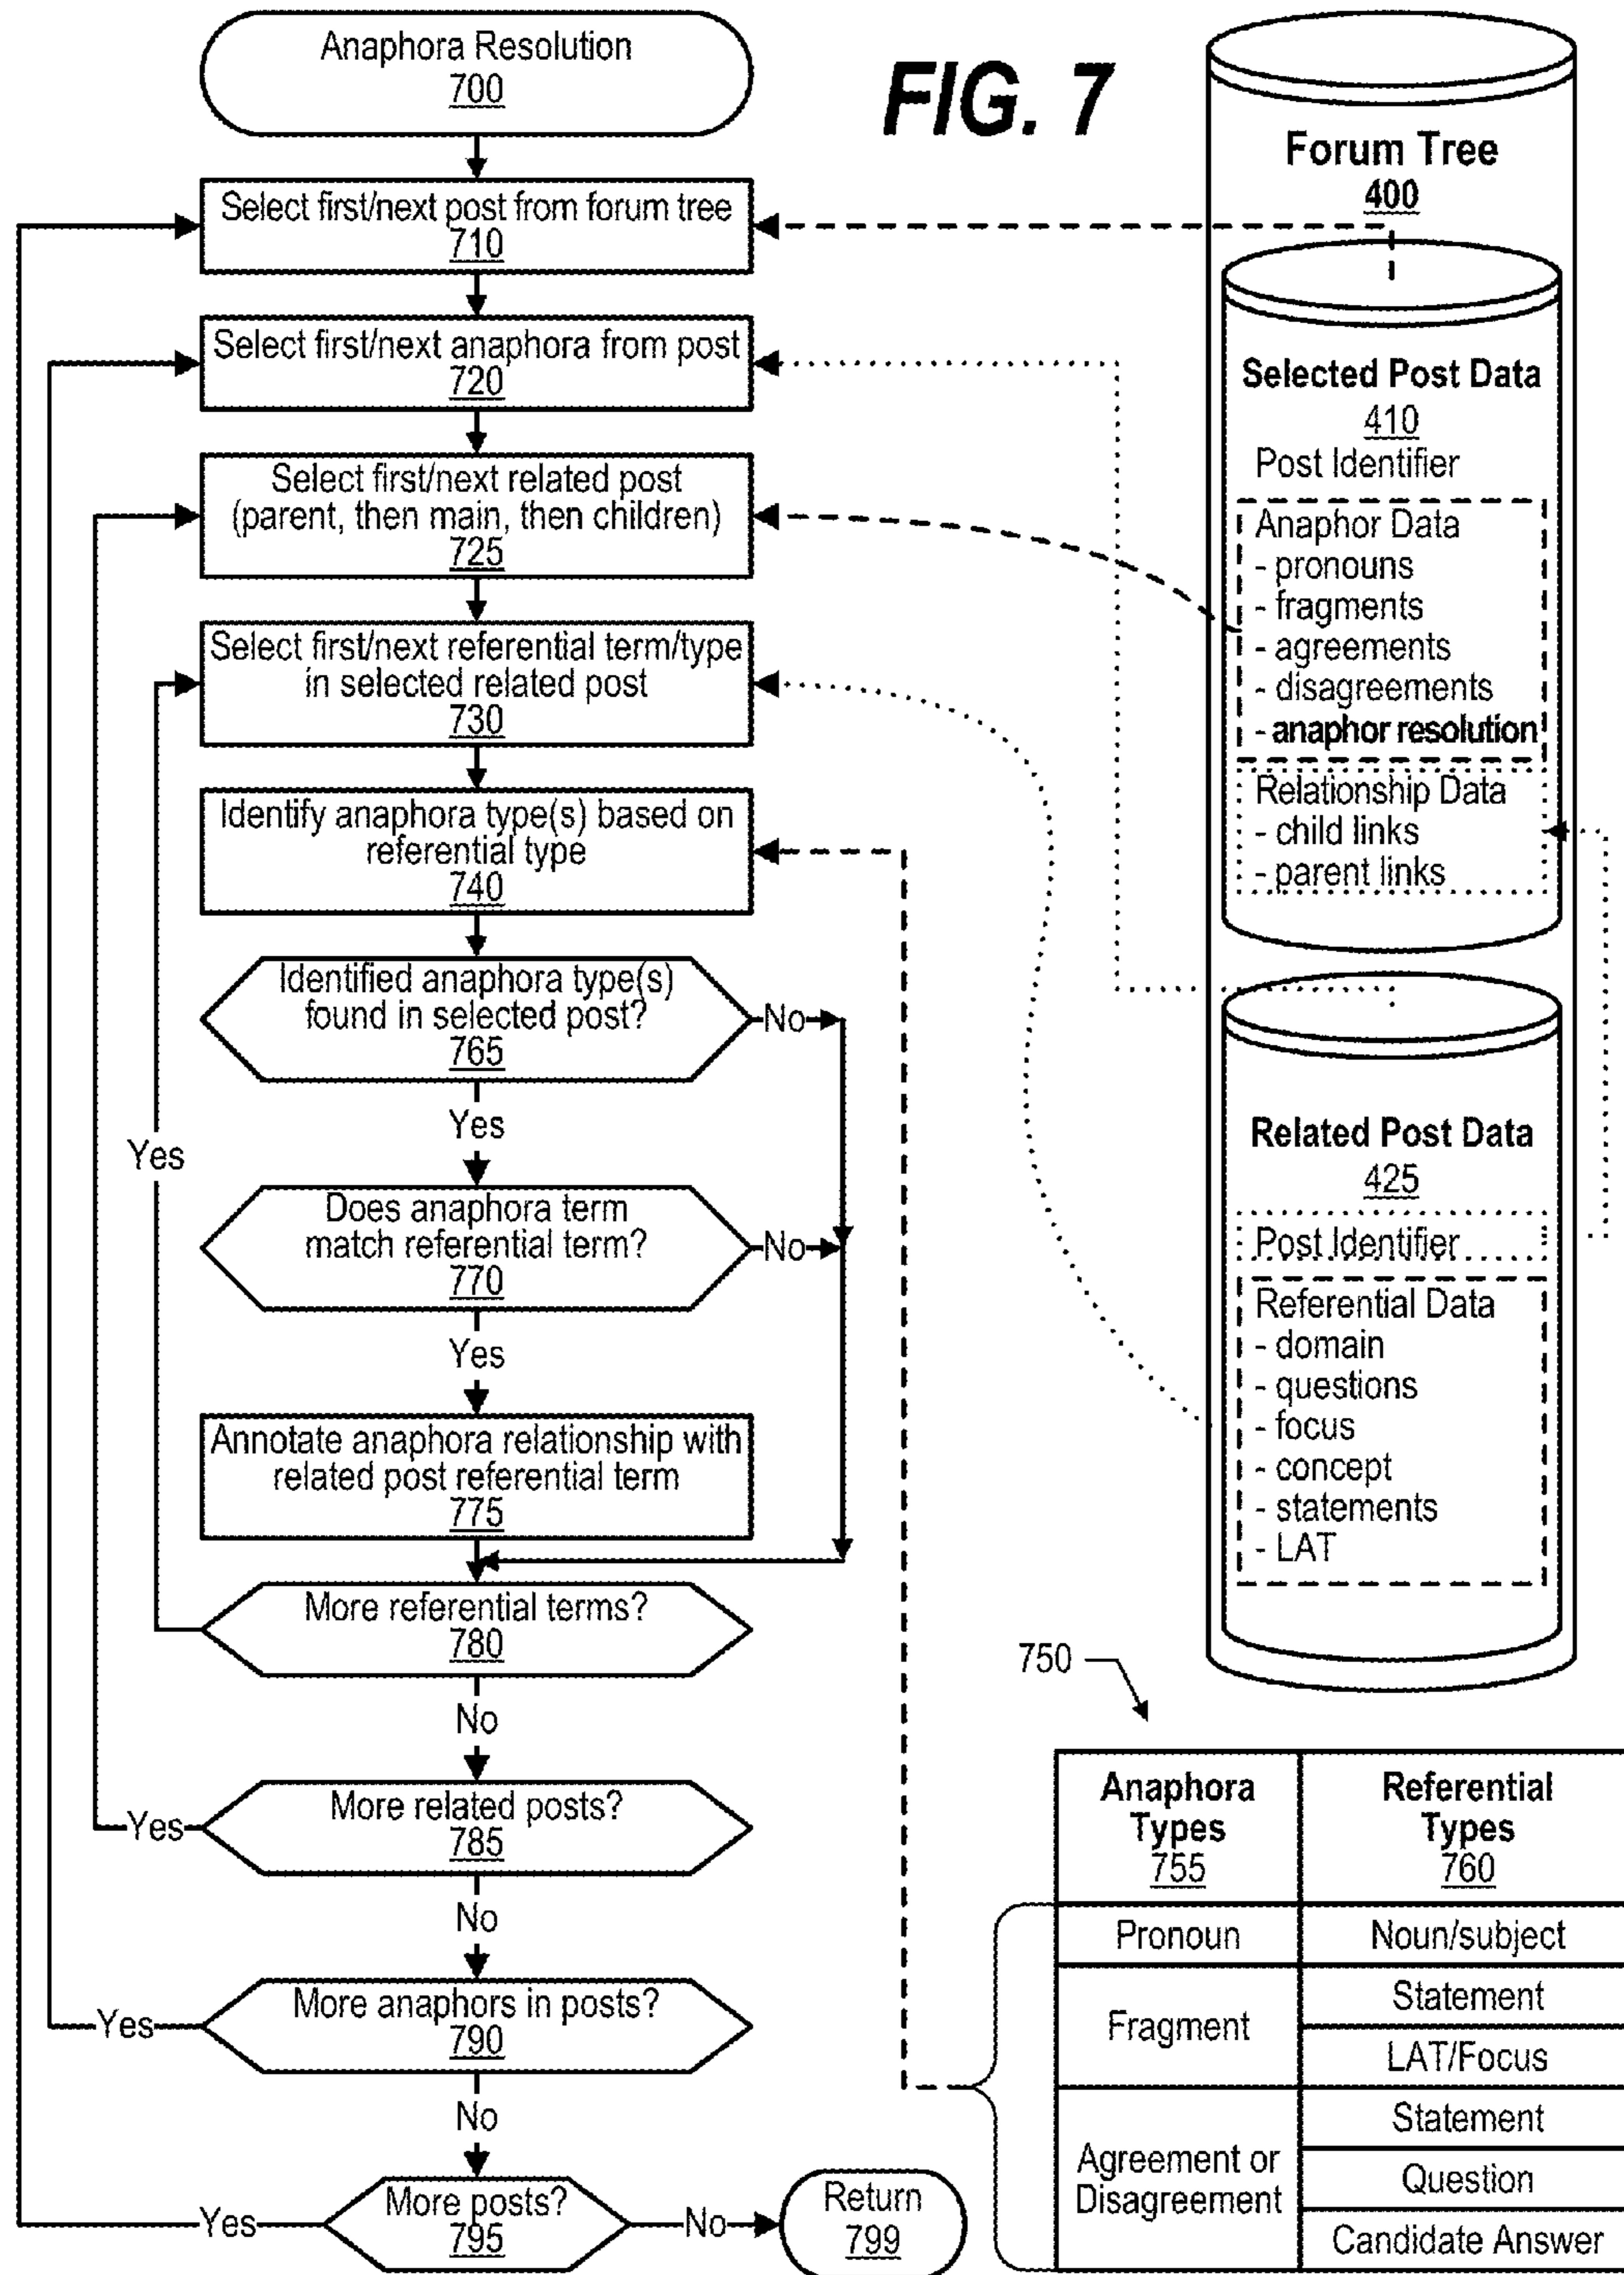 FIG. 7
Anaphora Resolution
700
Select first/next post from forum tree
710
Select first/next anaphora from post
720
Select first/next related post
(parent, then main, then children)
725
Select first/next referential term/type
in selected related post
730
Identify anaphora type(s) based on
referential type
740
Identified anaphora type(s)
found in selected post?
765
No
Yes
Does anaphora term
match referential term?
770
No
Yes
Annotate anaphora relationship with
related post referential term
775
More referential terms?
780
Yes
No
More related posts?
785
Yes
No
More anaphors in posts?
790
Yes
No
More posts?
795
Yes
No
Return
799
Forum Tree
400
Selected Post Data
410
Post Identifier
Anaphor Data
- pronouns
- fragments
- agreements
- disagreements
- anaphor resolution
Relationship Data
- child links
- parent links
Related Post Data
425
Post Identifier
Referential Data
- domain
- questions
- focus
- concept
- statements
- LAT
750
Anaphora
Types
755
Referential
Types
760
Pronoun
Noun/subject
Fragment
Statement
LAT/Focus
Agreement or
Disagreement
Statement
Question
Candidate Answer